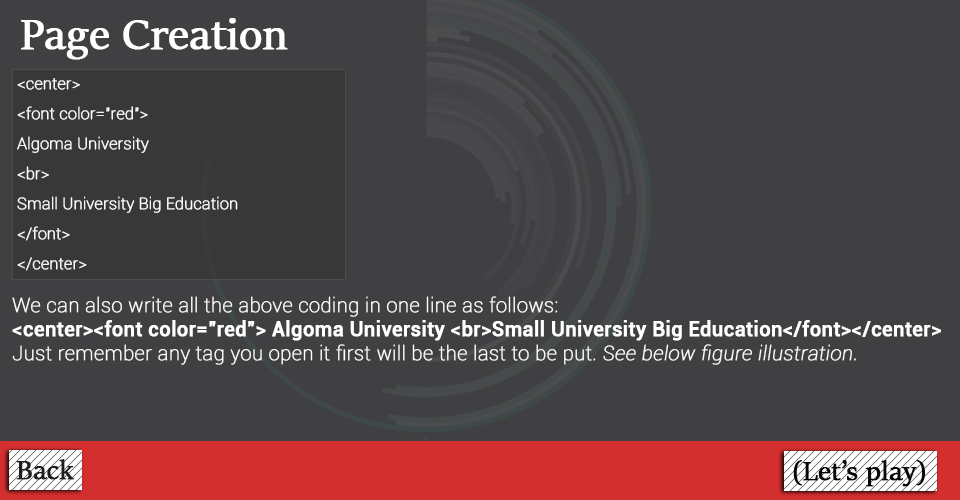 Page Creation
<center>
<font color="red">
Algoma University
<br>
Small University Big Education
</font>
</center>
We can also write all the above coding in one line as follows:
<center><font color="red"> Algoma University <br>Small University Big Education</font></center>
Just remember any tag you open it first will be the last to be put. See below figure illustration.
Back
(Let's play)